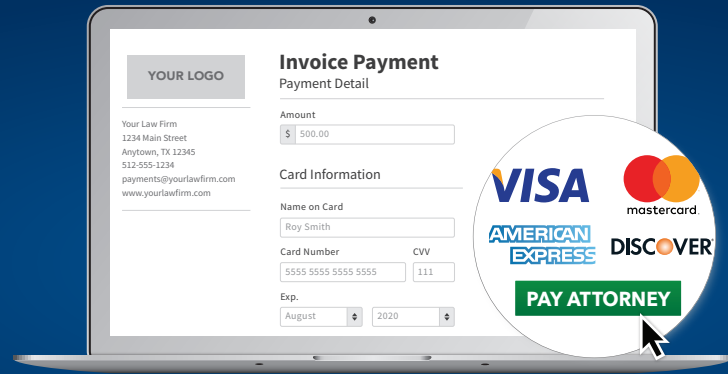 YOUR LOGO
Your Law Firm
1234 Main Street
Anytown, TX 12345
512-555-1234
payments@yourlawfirm.com
www.yourlawfirm.com
Invoice Payment
Payment Detail
Amount
$ 500.00
Card Information
Name on Card
Roy Smith
Card Number CVV
5555 5555 5555 5555 111
Exp.
August 2020
VISA
mastercard
AMERICAN
EXPRESS
DISCOVER
PAY ATTORNEY